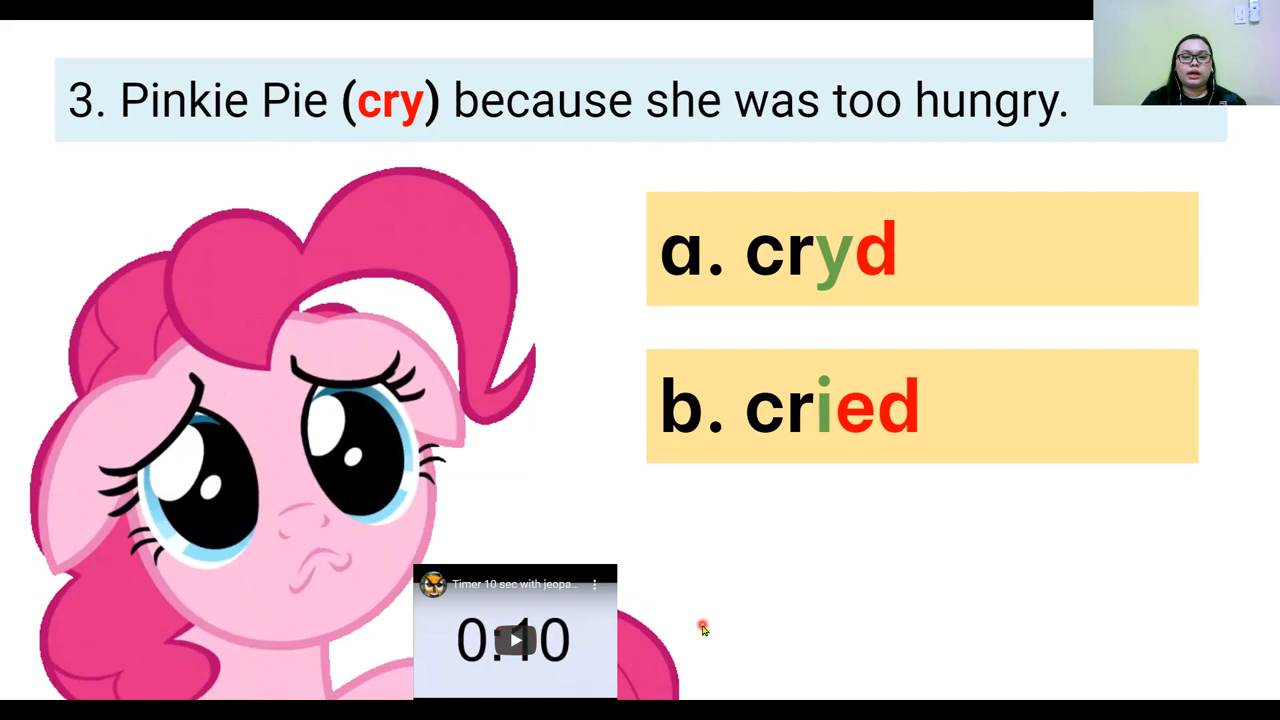 3. Pinkie Pie (cry) because she was too hungry.
a. cryd
b. cried
Timer 10 sec with jeopa...
0:10